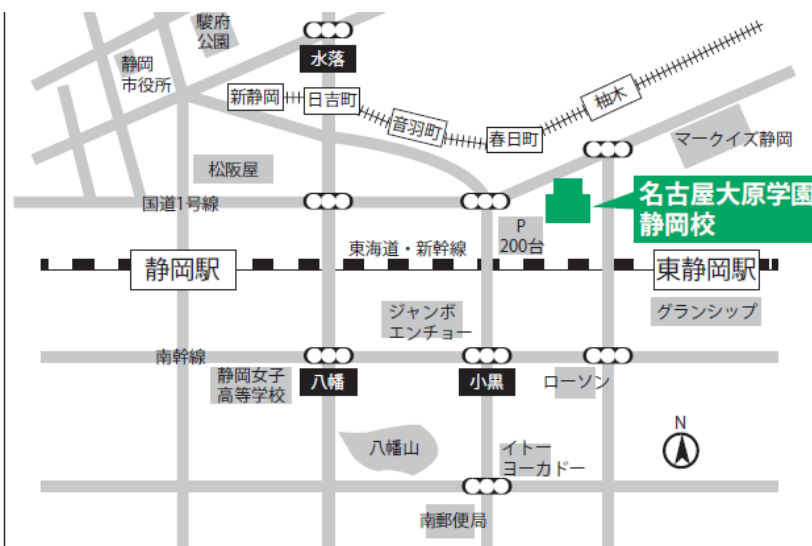 駿府
公園
水落
静岡
市役所
新静岡
日吉町
音羽町
春日町
柚木
マークイズ静岡
松阪屋
国道1号線
名古屋大原学園
静岡校
P
200台
東海道・新幹線
静岡駅
東静岡駅
ジャンボ
エンチョー
グランシップ
南幹線
静岡女子
高等学校
八幡
小黒
ローソン
N
八幡山
イトー
ヨーカドー
南郵便局